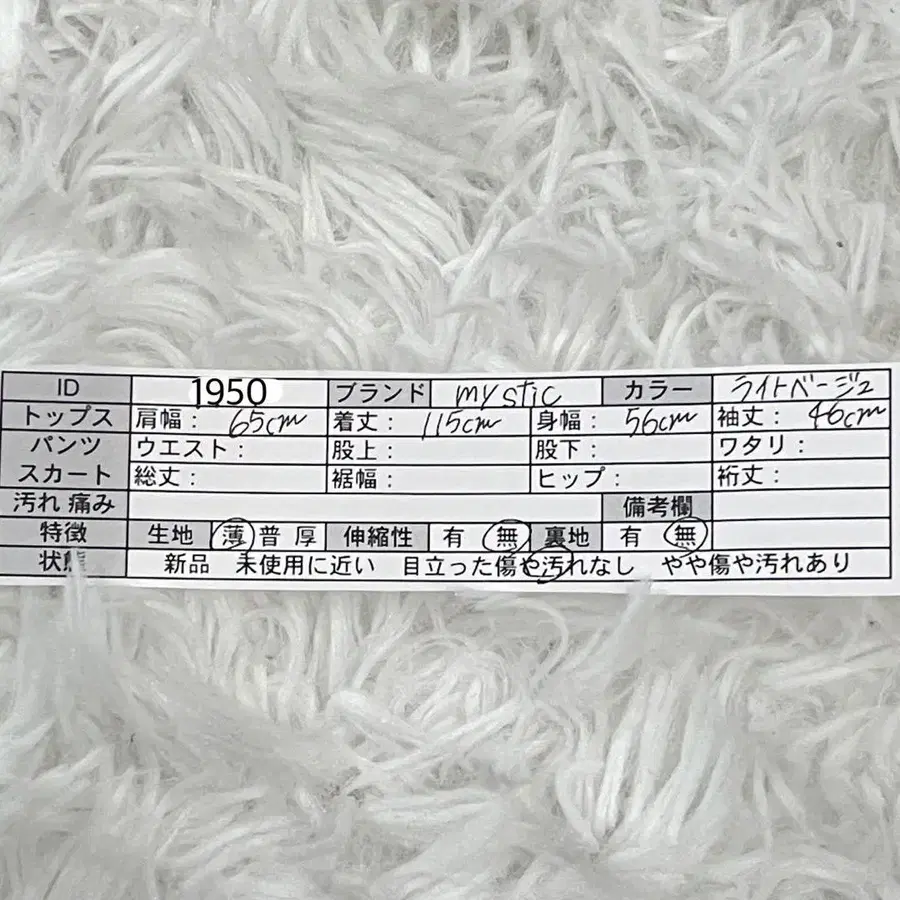 ID 1950 ブランド mystic カラー ライトベージュ
トップス 肩幅： 65cm 着丈： 115cm 身幅： 56cm 袖丈： 46cm
パンツ ウエスト： 股上： 股下： ワタリ：
スカート 総丈： 裾幅： ヒップ： 裄丈：
汚れ 痛み 備考欄
特徴 生地 薄 普 厚 伸縮性 有 無 裏地 有 無
状態 新品 未使用に近い 目立った傷や汚れなし やや傷や汚れあり